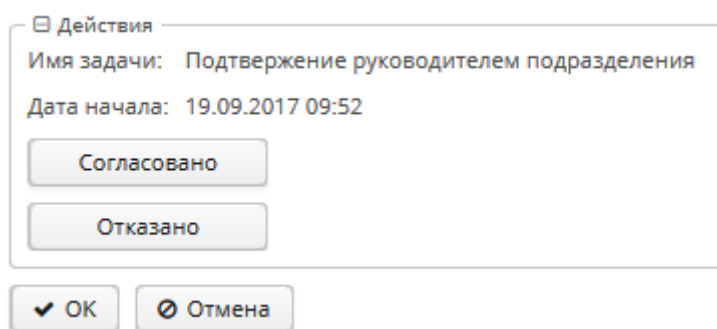 Действия
Имя задачи: Подтвержение руководителем подразделения
Дата начала: 19.09.2017 09:52
Согласовано
Отказано
OK Отмена